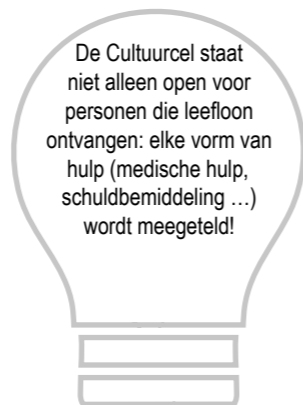 De Cultuurcel staat
niet alleen open voor
personen die leefloon
ontvangen: elke vorm van
hulp (medische hulp,
schuldbemiddeling …)
wordt meegeteld!